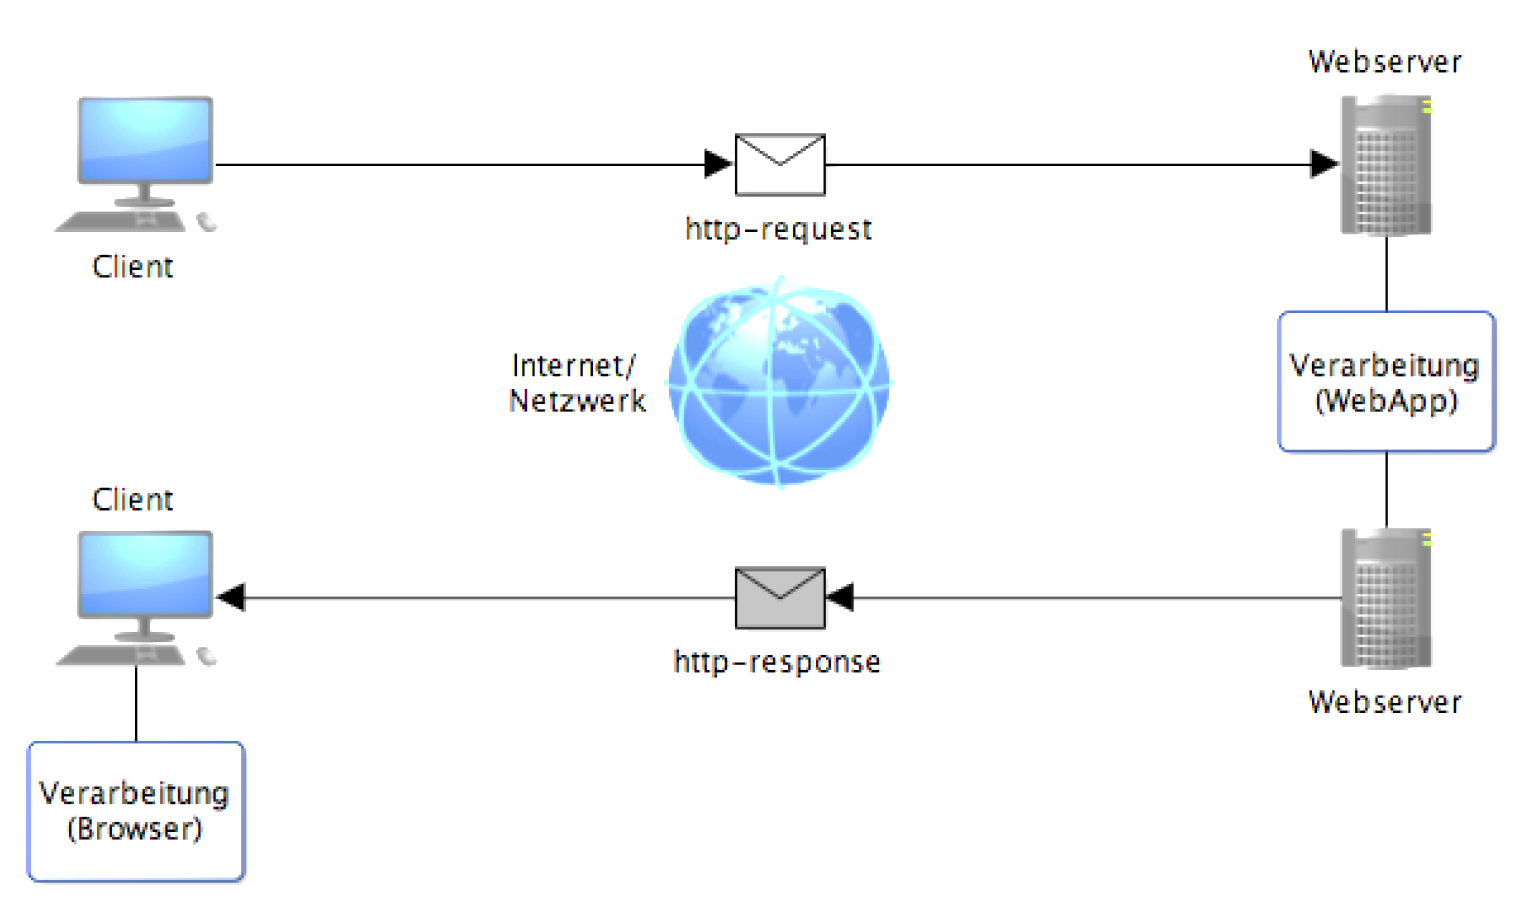 Webserver
http-request
Client
Internet/
Netzwerk
Verarbeitung
(WebApp)
Client
http-response
Webserver
Verarbeitung
(Browser)